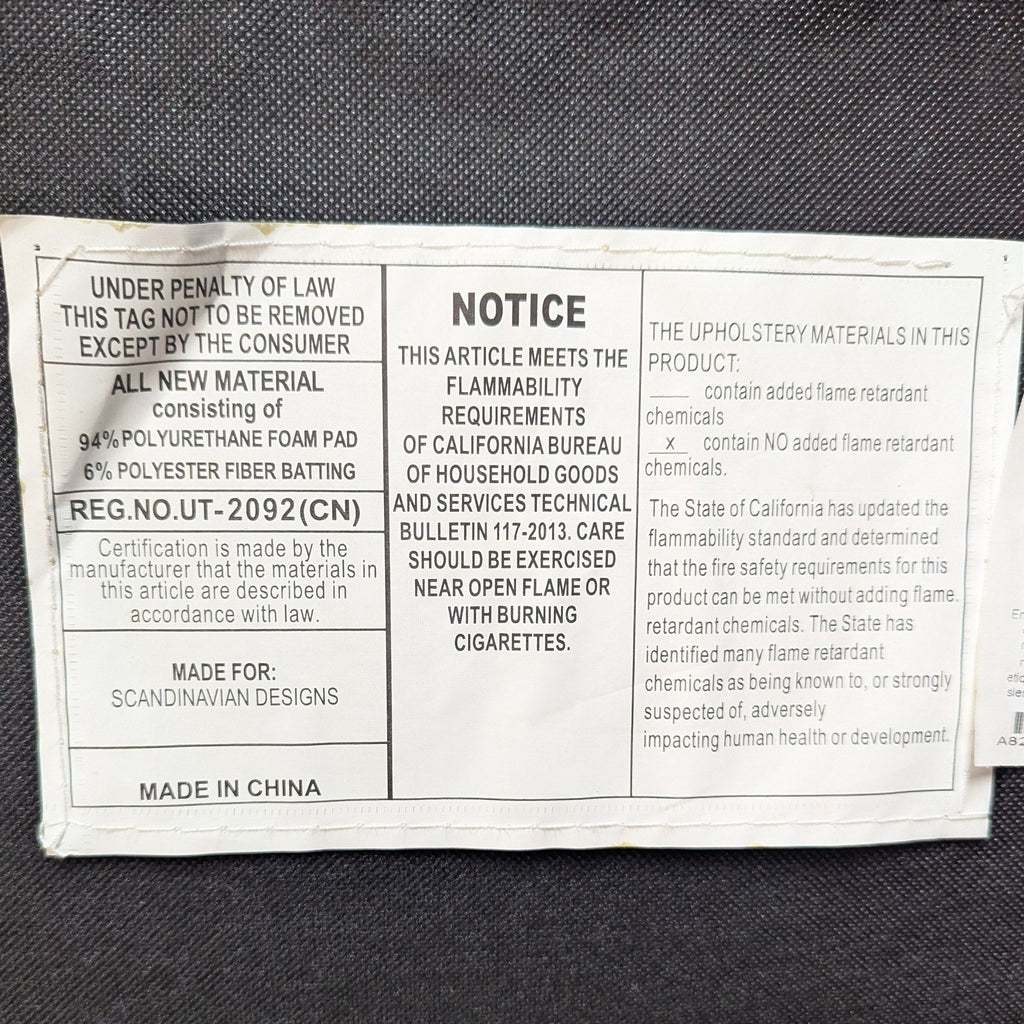 UNDER PENALTY OF LAW
THIS TAG NOT TO BE REMOVED
EXCEPT BY THE CONSUMER
ALL NEW MATERIAL
consisting of
94% POLYURETHANE FOAM PAD
6% POLYESTER FIBER BATTING
REG.NO.UT-2092(CN)
Certification is made by the
manufacturer that the materials in
this article are described in
accordance with law.
MADE FOR:
SCANDINAVIAN DESIGNS
MADE IN CHINA
NOTICE
THIS ARTICLE MEETS THE
FLAMMABILITY
REQUIREMENTS
OF CALIFORNIA BUREAU
OF HOUSEHOLD GOODS
AND SERVICES TECHNICAL
BULLETIN 117-2013. CARE
SHOULD BE EXERCISED
NEAR OPEN FLAME OR
WITH BURNING
CIGARETTES.
THE UPHOLSTERY MATERIALS IN THIS
PRODUCT:
____ contain added flame retardant
chemicals
x contain NO added flame retardant
chemicals.
The State of California has updated the
flammability standard and determined
that the fire safety requirements for this
product can be met without adding flame.
retardant chemicals. The State has
identified many flame retardant
chemicals as being known to, or strongly
suspected of, adversely
impacting human health or development.